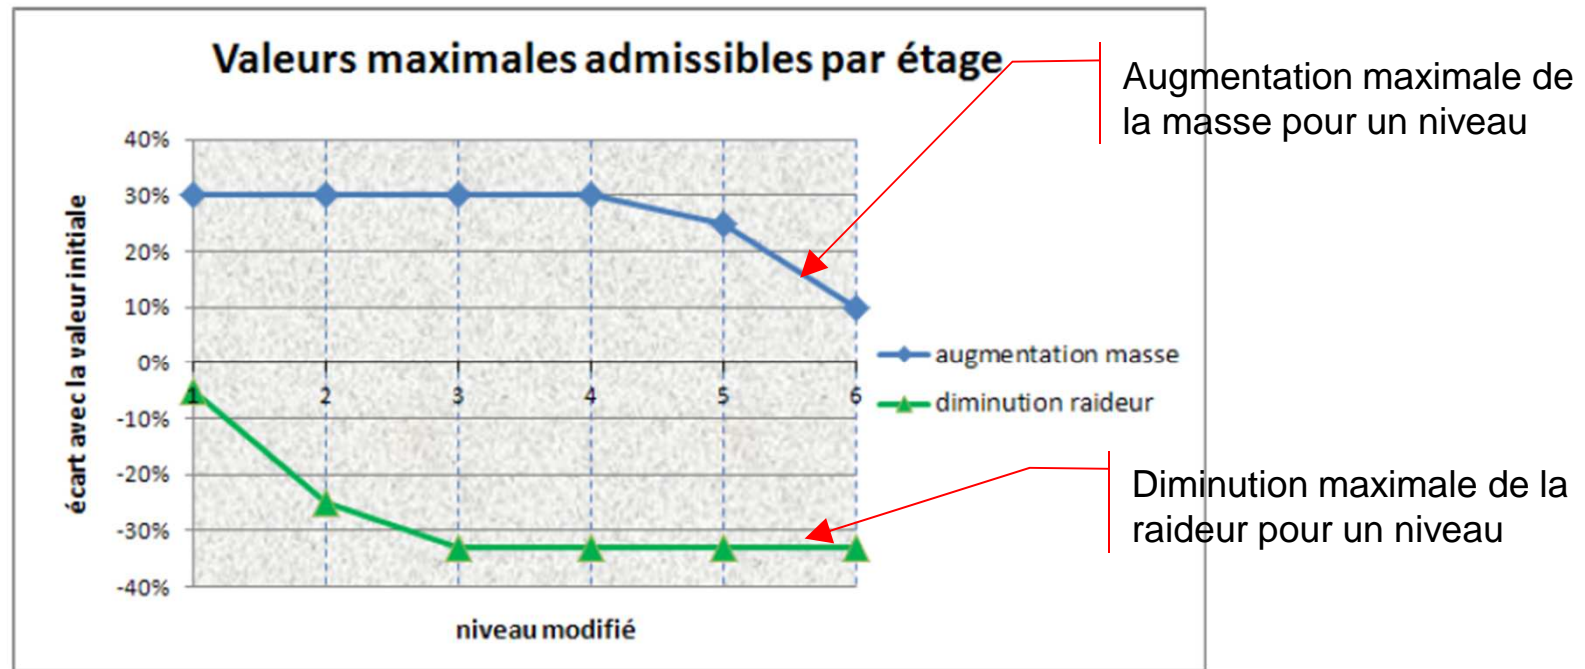 Valeurs maximales admissibles par étage
Augmentation maximale de
la masse pour un niveau
40%
30%
20%
10%
0%
-10%
-20%
-30%
-40%
écart avec la valeur initiale
1 2 3 4 5 6
niveau modifié
augmentation masse
diminution raideur
Diminution maximale de la
raideur pour un niveau